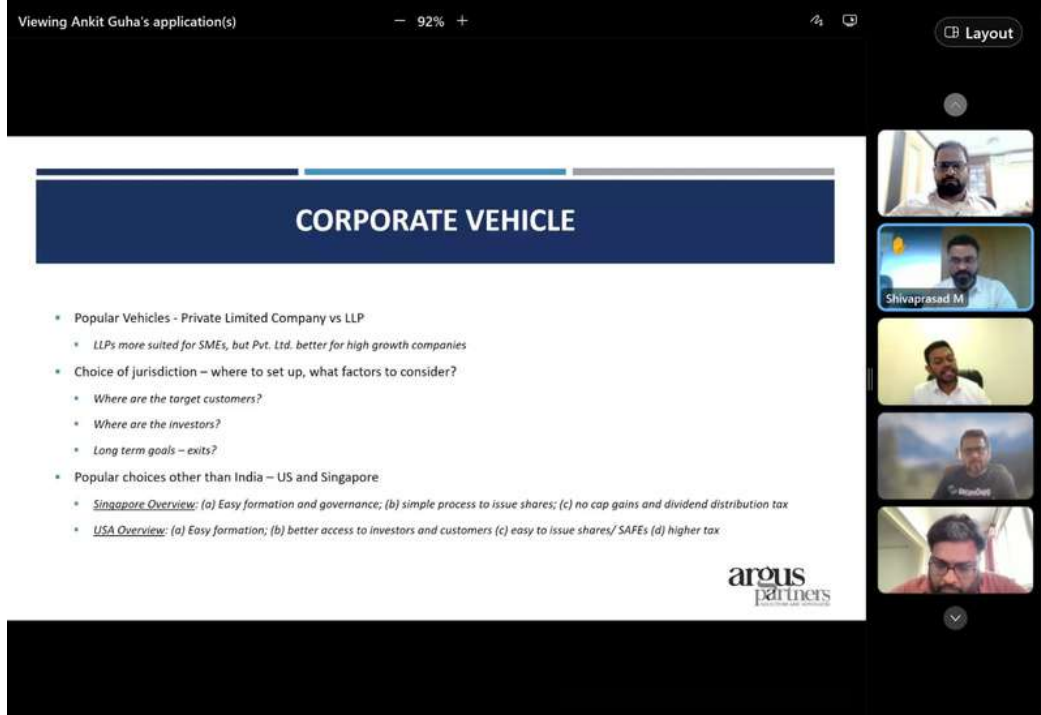 Viewing Ankit Guha's application(s)
92%
Layout
CORPORATE VEHICLE
Popular Vehicles - Private Limited Company vs LLP
LLPs more suited for SMEs, but Pvt. Ltd. better for high growth companies
Choice of jurisdiction – where to set up, what factors to consider?
Where are the target customers?
Where are the investors?
Long term goals – exits?
Popular choices other than India – US and Singapore
Singapore Overview: (a) Easy formation and governance; (b) simple process to issue shares; (c) no cap gains and dividend distribution tax
USA Overview: (a) Easy formation; (b) better access to investors and customers (c) easy to issue shares/ SAFEs (d) higher tax
argus
partners
Shivaprasad M